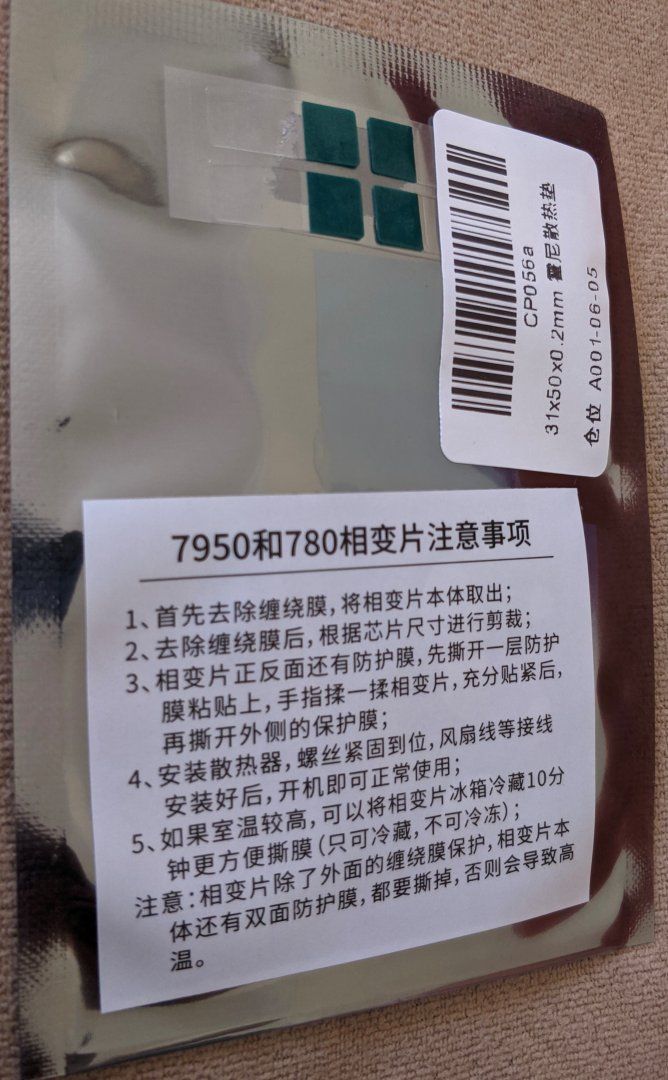 CP056a
31x50x0.2mm 霍尼散热垫
仓位 A001-06-05
7950和780相变片注意事项
1、首先去除缠绕膜，将相变片本体取出；
2、去除缠绕膜后，根据芯片尺寸进行剪裁；
3、相变片正反面还有防护膜，先撕开一层防护
膜粘贴上，手指揉一揉相变片，充分贴紧后，
再撕开外侧的保护膜；
4、安装散热器，螺丝紧固到位，风扇线等接线
安装好后，开机即可正常使用；
5、如果室温较高，可以将相变片冰箱冷藏10分
钟更方便撕膜（只可冷藏，不可冷冻）；
注意：相变片除了外面的缠绕膜保护，相变片本
体还有双面防护膜，都要撕掉，否则会导致高
温。